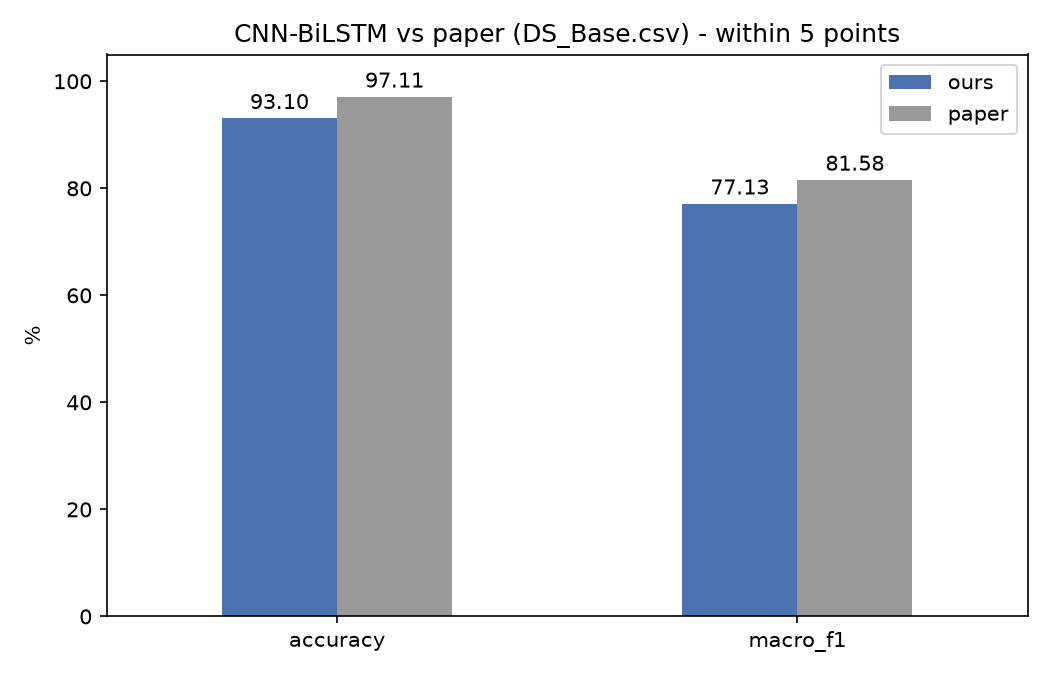 CNN-BiLSTM vs paper (DS_Base.csv) - within 5 points
ours
paper
93.10
97.11
77.13
81.58
100
80
60
40
20
0
%
accuracy
macro_f1